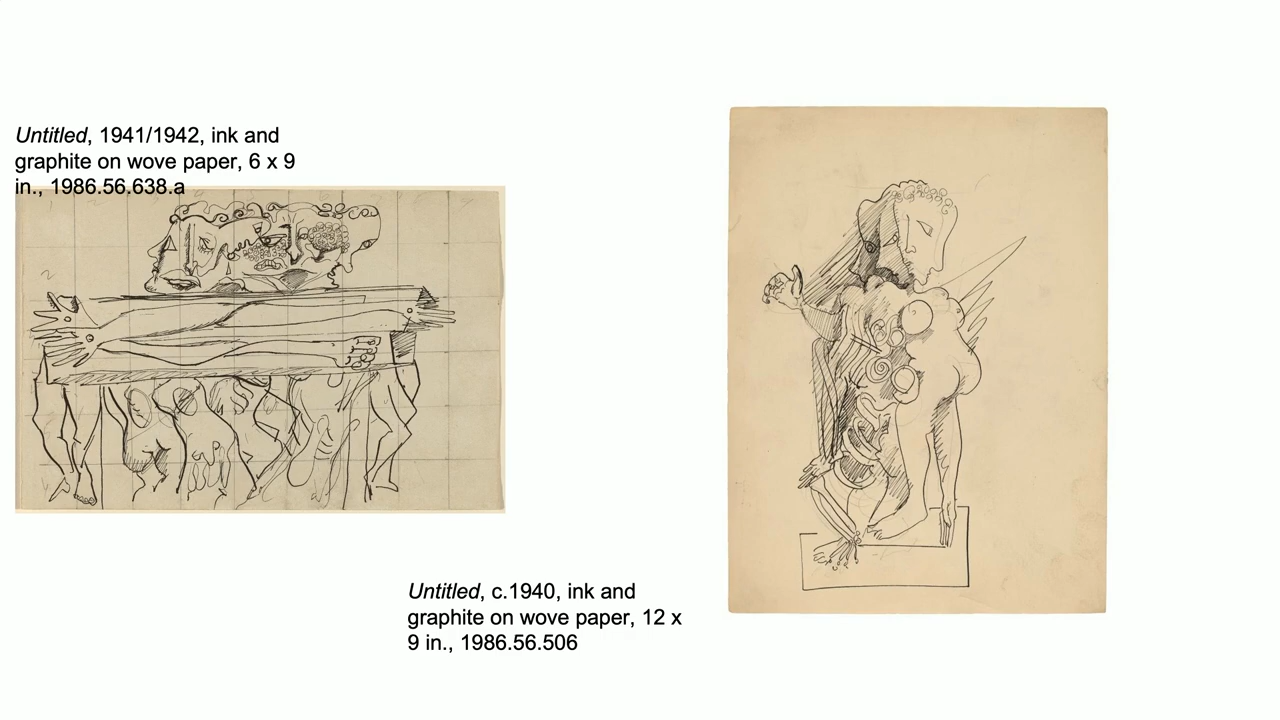 Untitled, 1941/1942, ink and
graphite on wove paper, 6 x 9
in., 1986.56.638.a
Untitled, c.1940, ink and
graphite on wove paper, 12 x
9 in., 1986.56.506